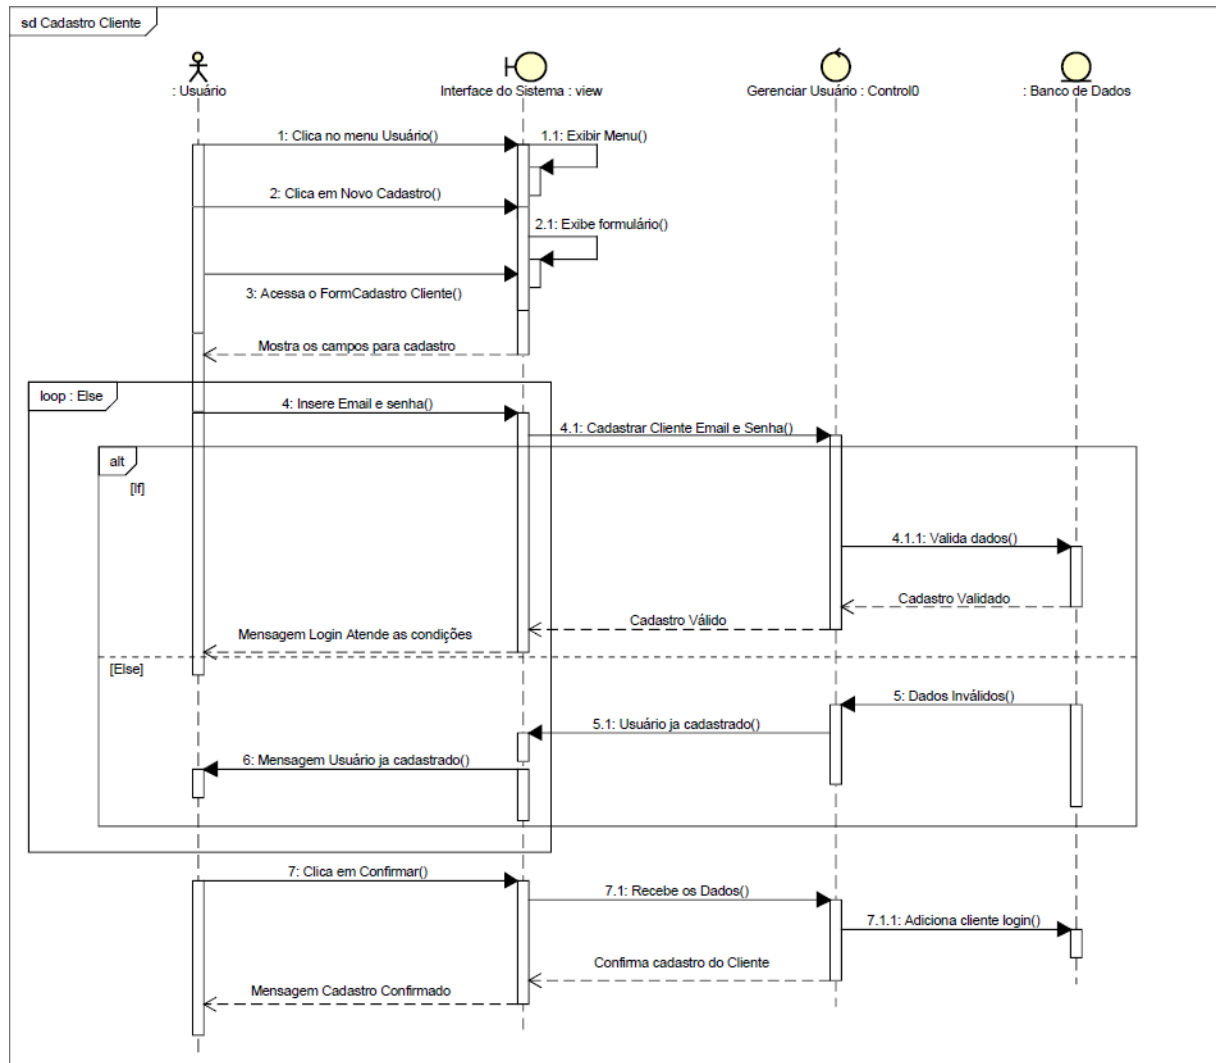 sd Cadastro Cliente
: Usuário
Interface do Sistema : view
Gerenciar Usuário : Control0
: Banco de Dados
1: Clica no menu Usuário()
1.1: Exibir Menu()
2: Clica em Novo Cadastro()
2.1: Exibe formulário()
3: Acessa o FormCadastro Cliente()
Mostra os campos para cadastro
loop : Else
4: Insere Email e senha()
4.1: Cadastrar Cliente Email e Senha()
alt
[If]
4.1.1: Valida dados()
Cadastro Validado
Cadastro Válido
Mensagem Login Atende as condições
[Else]
5: Dados Inválidos()
5.1: Usuário ja cadastrado()
6: Mensagem Usuário ja cadastrado()
7: Clica em Confirmar()
7.1: Recebe os Dados()
7.1.1: Adiciona cliente login()
Confirma cadastro do Cliente
Mensagem Cadastro Confirmado